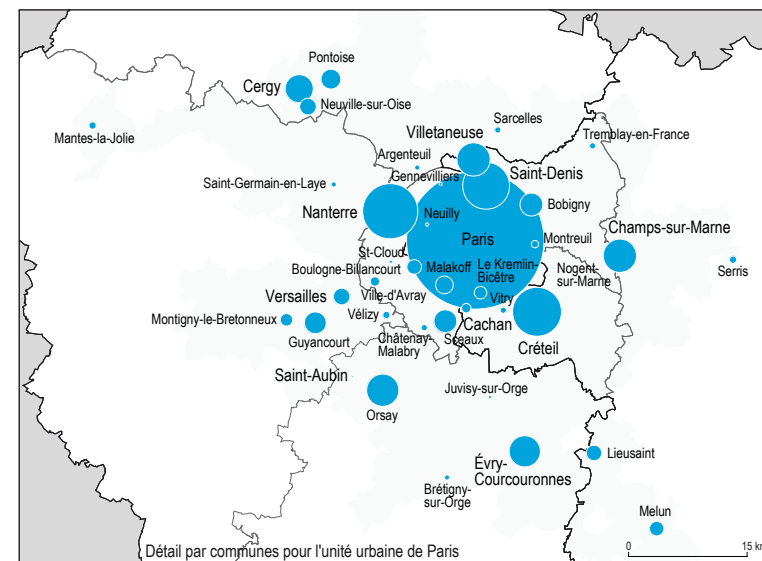 Pontoise
Cergy
Neuville-sur-Oise
Mantes-la-Jolie
Sarcelles
Villetaneuse
Tremblay-en-France
Argenteuil
Gennevilliers
Saint-Denis
Saint-Germain-en-Laye
Bobigny
Nanterre
Neuilly
Champs-sur-Marne
Paris
Montreuil
St-Cloud
Serris
Boulogne-Billancourt
Malakoff
Le Kremlin-
Bicêtre
Nogent-
sur-Marne
Versailles
Ville-d'Avray
Vitry
Montigny-le-Bretonneux
Vélizy
Cachan
Guyancourt
Châtenay-
Malabry
Sceaux
Créteil
Saint-Aubin
Juvisy-sur-Orge
Orsay
Évry-
Courcouronnes
Lieusaint
Brétigny-
sur-Orge
Melun
Détail par communes pour l'unité urbaine de Paris
0
15 km